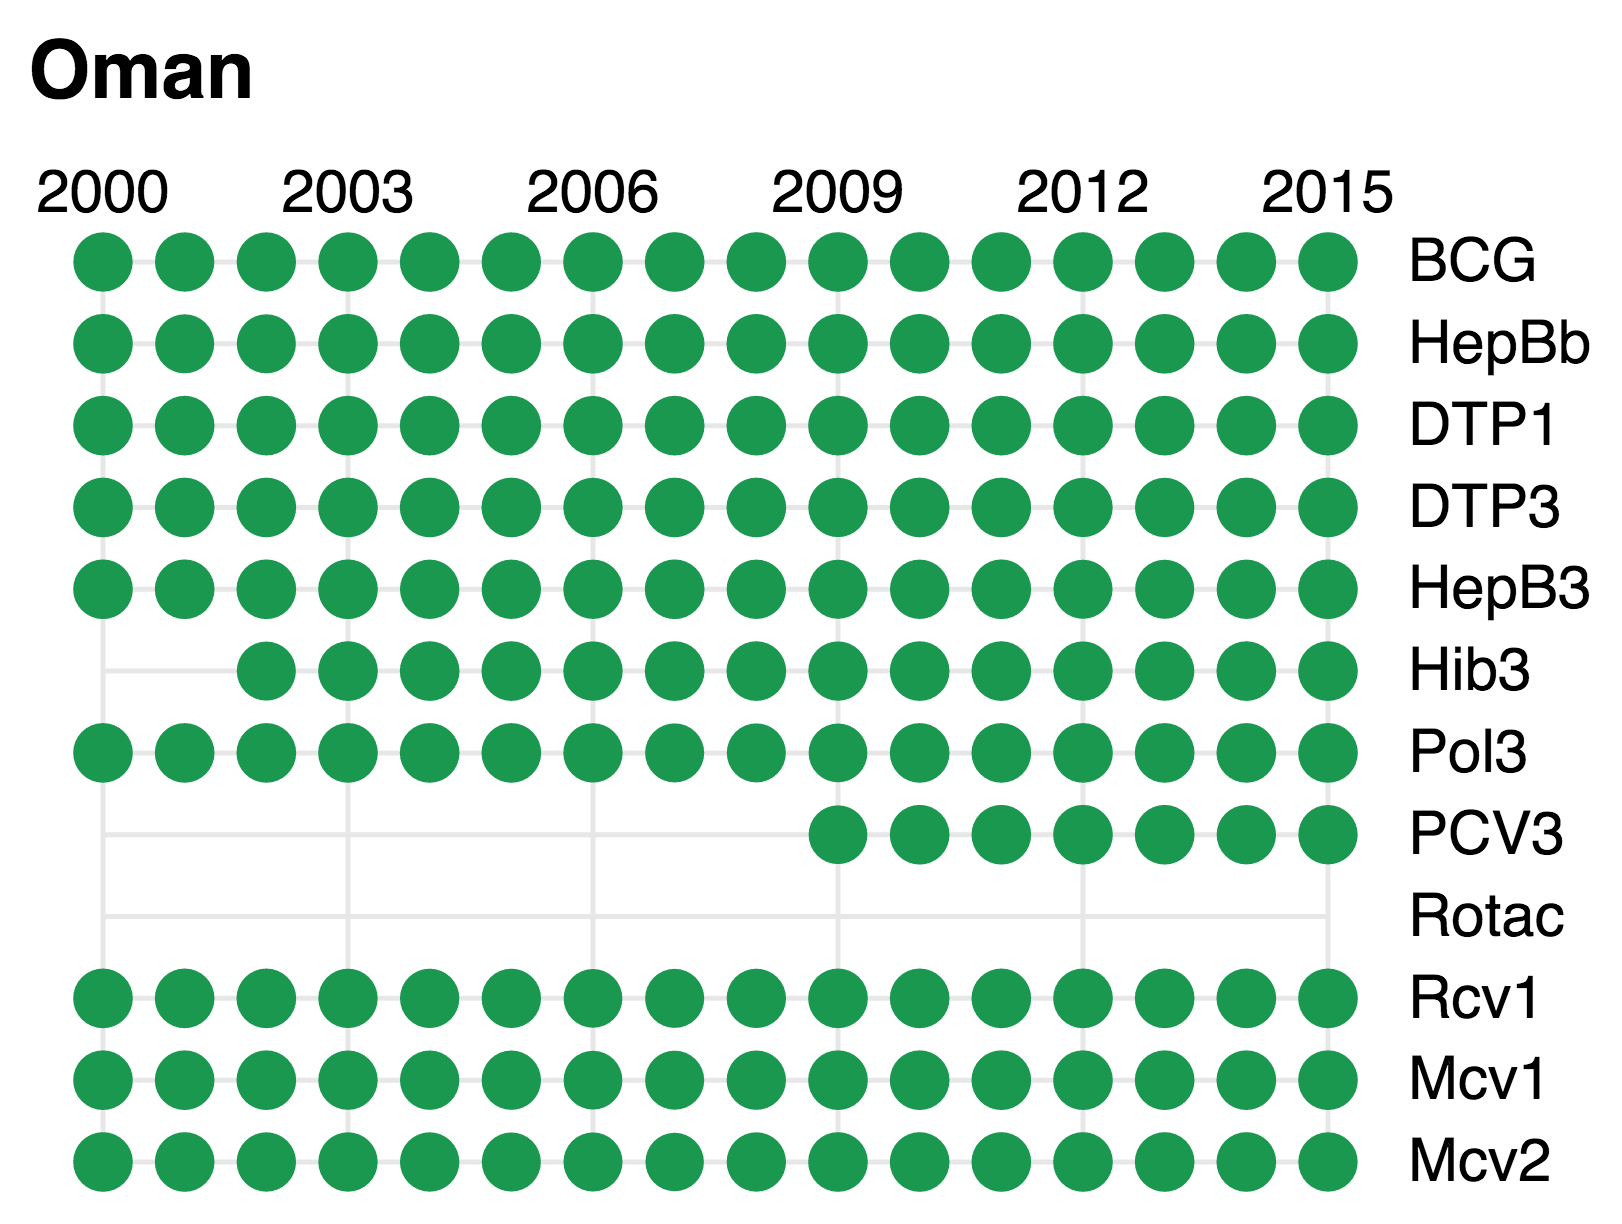 Oman
2000 2003 2006 2009 2012 2015
BCG
HepBb
DTP1
DTP3
HepB3
Hib3
Pol3
PCV3
Rotac
Rcv1
Mcv1
Mcv2